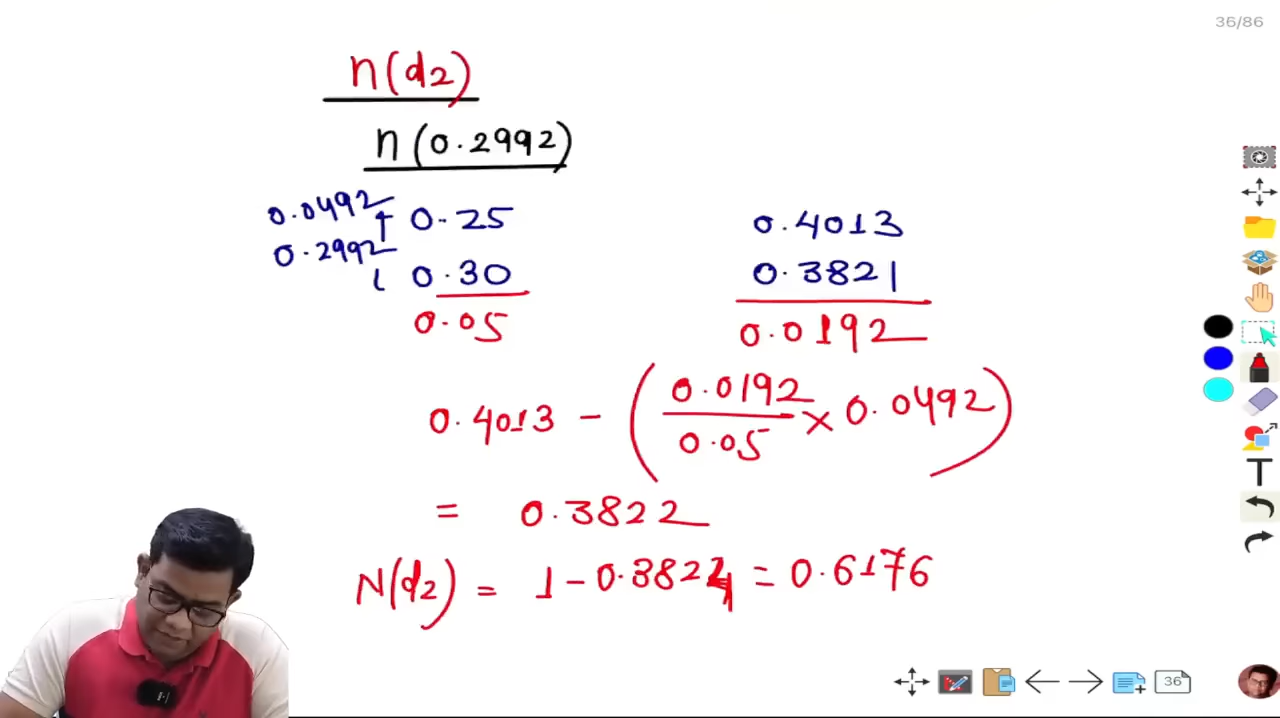 36/86
n(d2)
n(0.2992)
0.0492 0.25 0.4013
0.2992
0.30 0.3821
0.05 0.0192
0.4013 - (0.0192/0.05 × 0.0492)
= 0.3822
N(d2) = 1 - 0.3824 = 0.6176
T
36